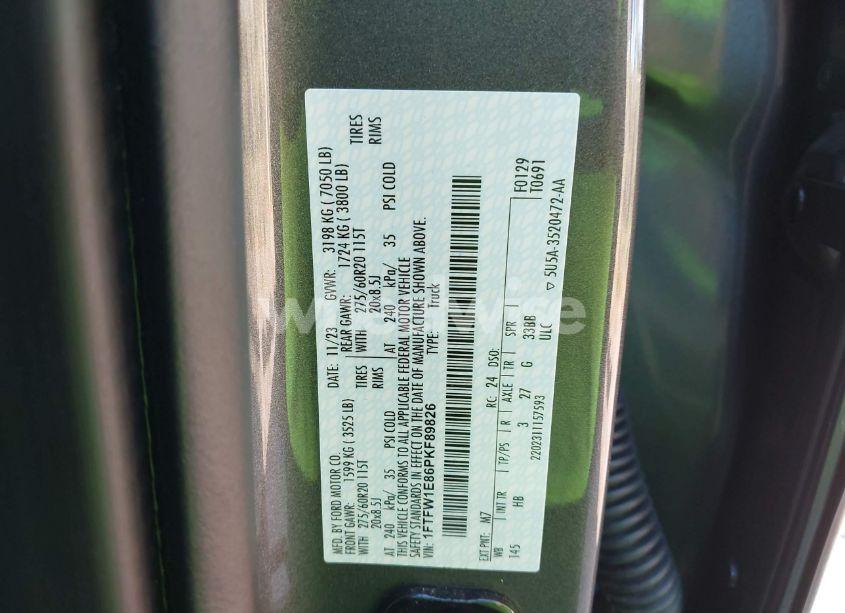 MFD. BY FORD MOTOR CO.
DATE: 11/23 GVWR: 3198 KG ( 7050 LB)
FRONT GAWR: 1599 KG ( 3525 LB) REAR GAWR: 1724 KG ( 3800 LB)
WITH 275/60R20 115T TIRES WITH 275/60R20 115T TIRES
20x8.5J RIMS 20x8.5J RIMS
AT 240 kPa/ 35 PSI COLD AT 240 kPa/ 35 PSI COLD
THIS VEHICLE CONFORMS TO ALL APPLICABLE FEDERAL MOTOR VEHICLE
SAFETY STANDARDS IN EFFECT ON THE DATE OF MANUFACTURE SHOWN ABOVE.
VIN: 1FTFW1E86PKF89826 TYPE: Truck
F0129
T0691
EXT PNT: M7 RC: 24 DSO:
WB INT TR TP/PS R AXLE TR SPR
145 HB 3 27 G 33BB
2202311157593 ULC
5U5A-3520472-AA